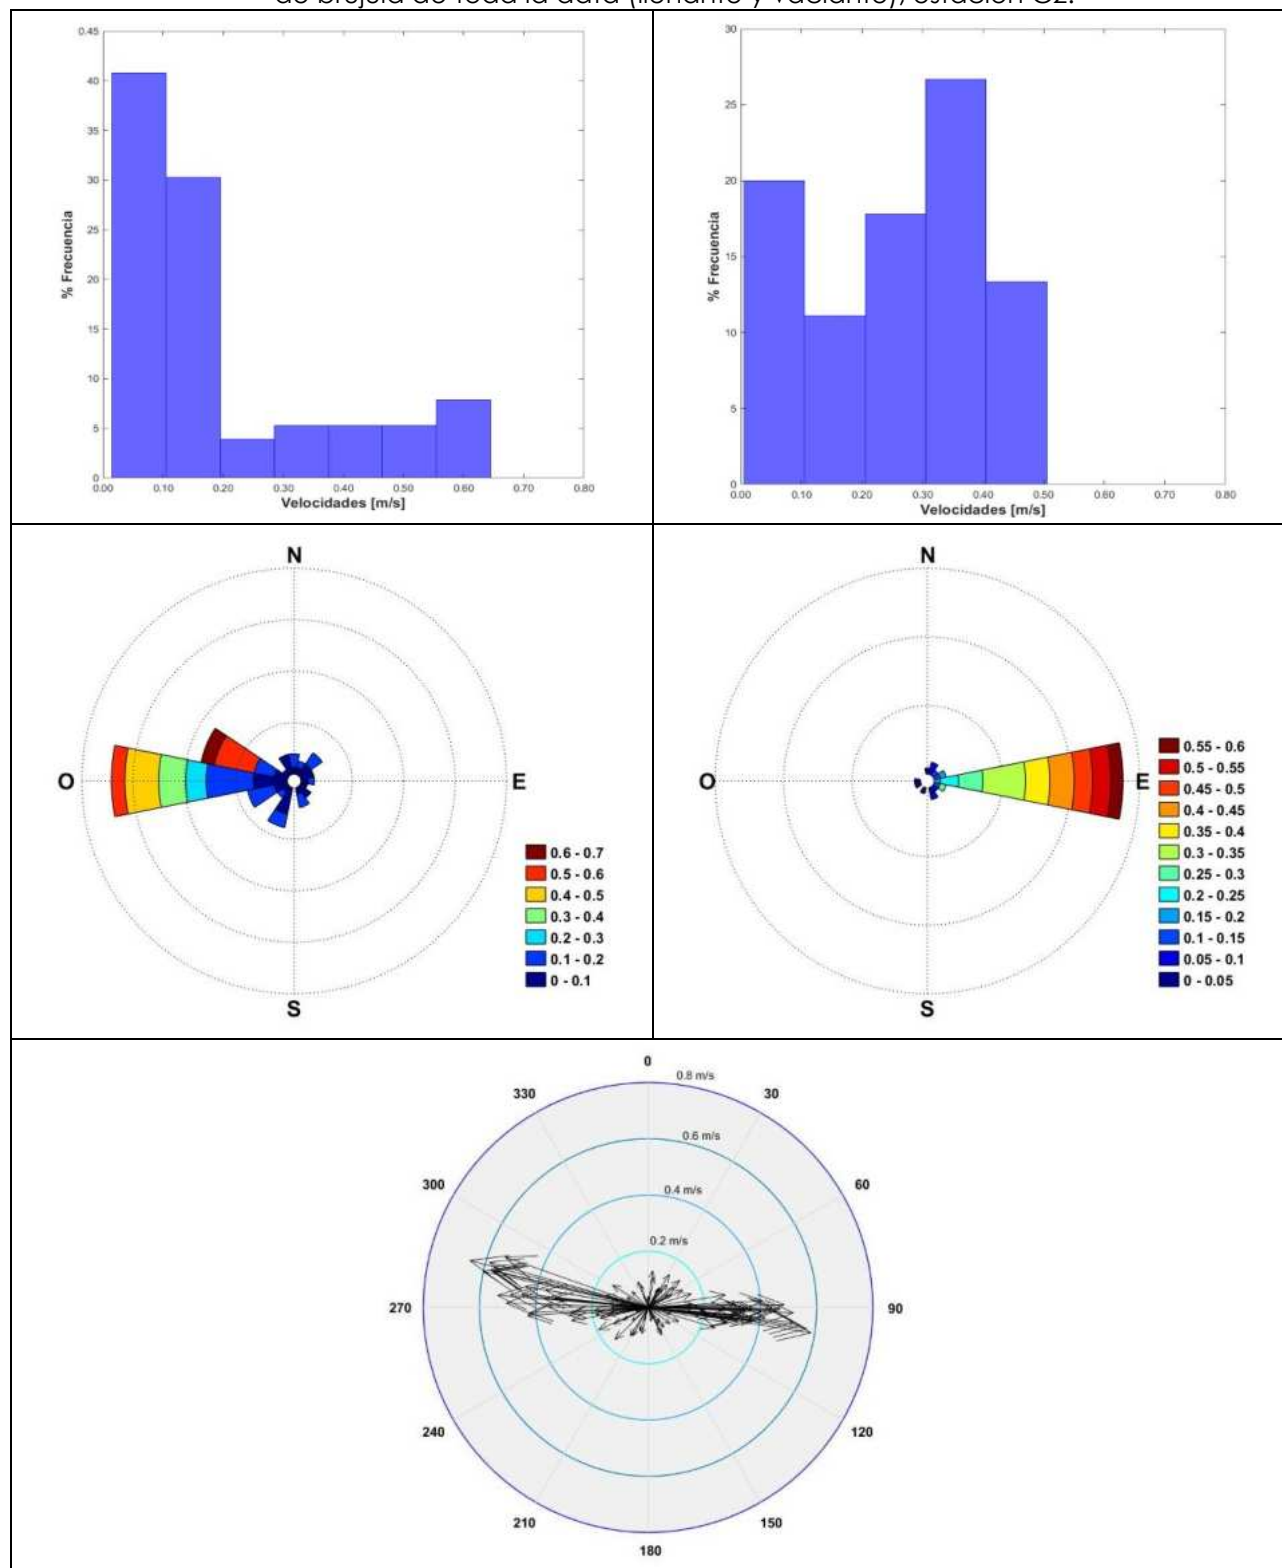 de brújula de toda la data (llenante y vaciante), estación C2.
0.45
40
35
30
25
20
15
10
5
0
% Frecuencia
0.00 0.10 0.20 0.30 0.40 0.50 0.60 0.70 0.80
Velocidades [m/s]
30
25
20
15
10
5
0
% Frecuencia
0.00 0.10 0.20 0.30 0.40 0.50 0.60 0.70 0.80
Velocidades [m/s]
N
O
E
S
0.6 - 0.7
0.5 - 0.6
0.4 - 0.5
0.3 - 0.4
0.2 - 0.3
0.1 - 0.2
0 - 0.1
N
O
E
S
0.55 - 0.6
0.5 - 0.55
0.45 - 0.5
0.4 - 0.45
0.35 - 0.4
0.3 - 0.35
0.25 - 0.3
0.2 - 0.25
0.15 - 0.2
0.1 - 0.15
0.05 - 0.1
0 - 0.05
0
0.8 m/s
330
30
0.6 m/s
300
0.4 m/s
60
0.2 m/s
270
90
240
120
210
150
180